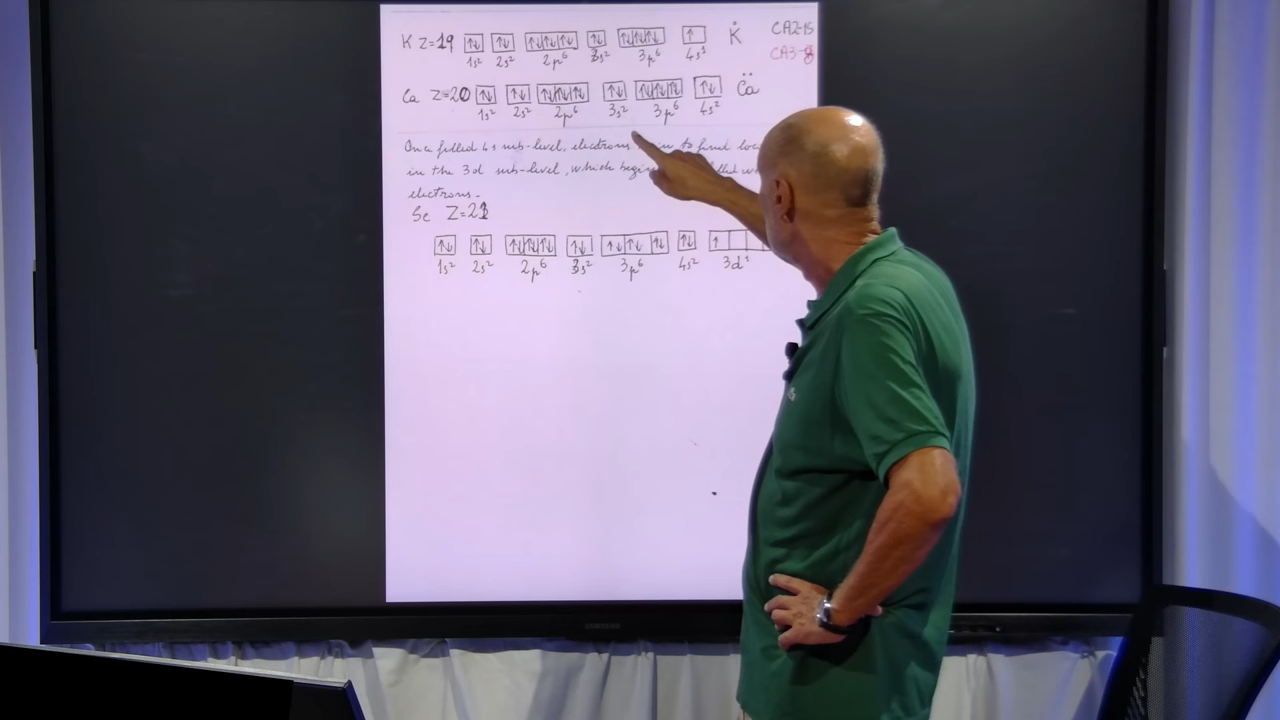 K Z=19 ↑↓ ↑↓ ↑↓↑↓↑↓ ↑↓ ↑↓↑↓↑↓ ↑ K̇ CA2-15
1s² 2s² 2p⁶ 3s² 3p⁶ 4s¹ CA3-8
Ca Z=20 ↑↓ ↑↓ ↑↓↑↓↑↓ ↑↓ ↑↓↑↓↑↓ ↑↓ C̈a
1s² 2s² 2p⁶ 3s² 3p⁶ 4s²
Once filled 4s sub-level, electrons to find
in the 3d sub-level, which
electrons.
Sc Z=21
↑↓ ↑↓ ↑↓↑↓↑↓ ↑↓ ↑↓↑↓ ↑↓ ↑↓ ↑
1s² 2s² 2p⁶ 3s² 3p⁶ 4s² 3d¹
SAMSUNG